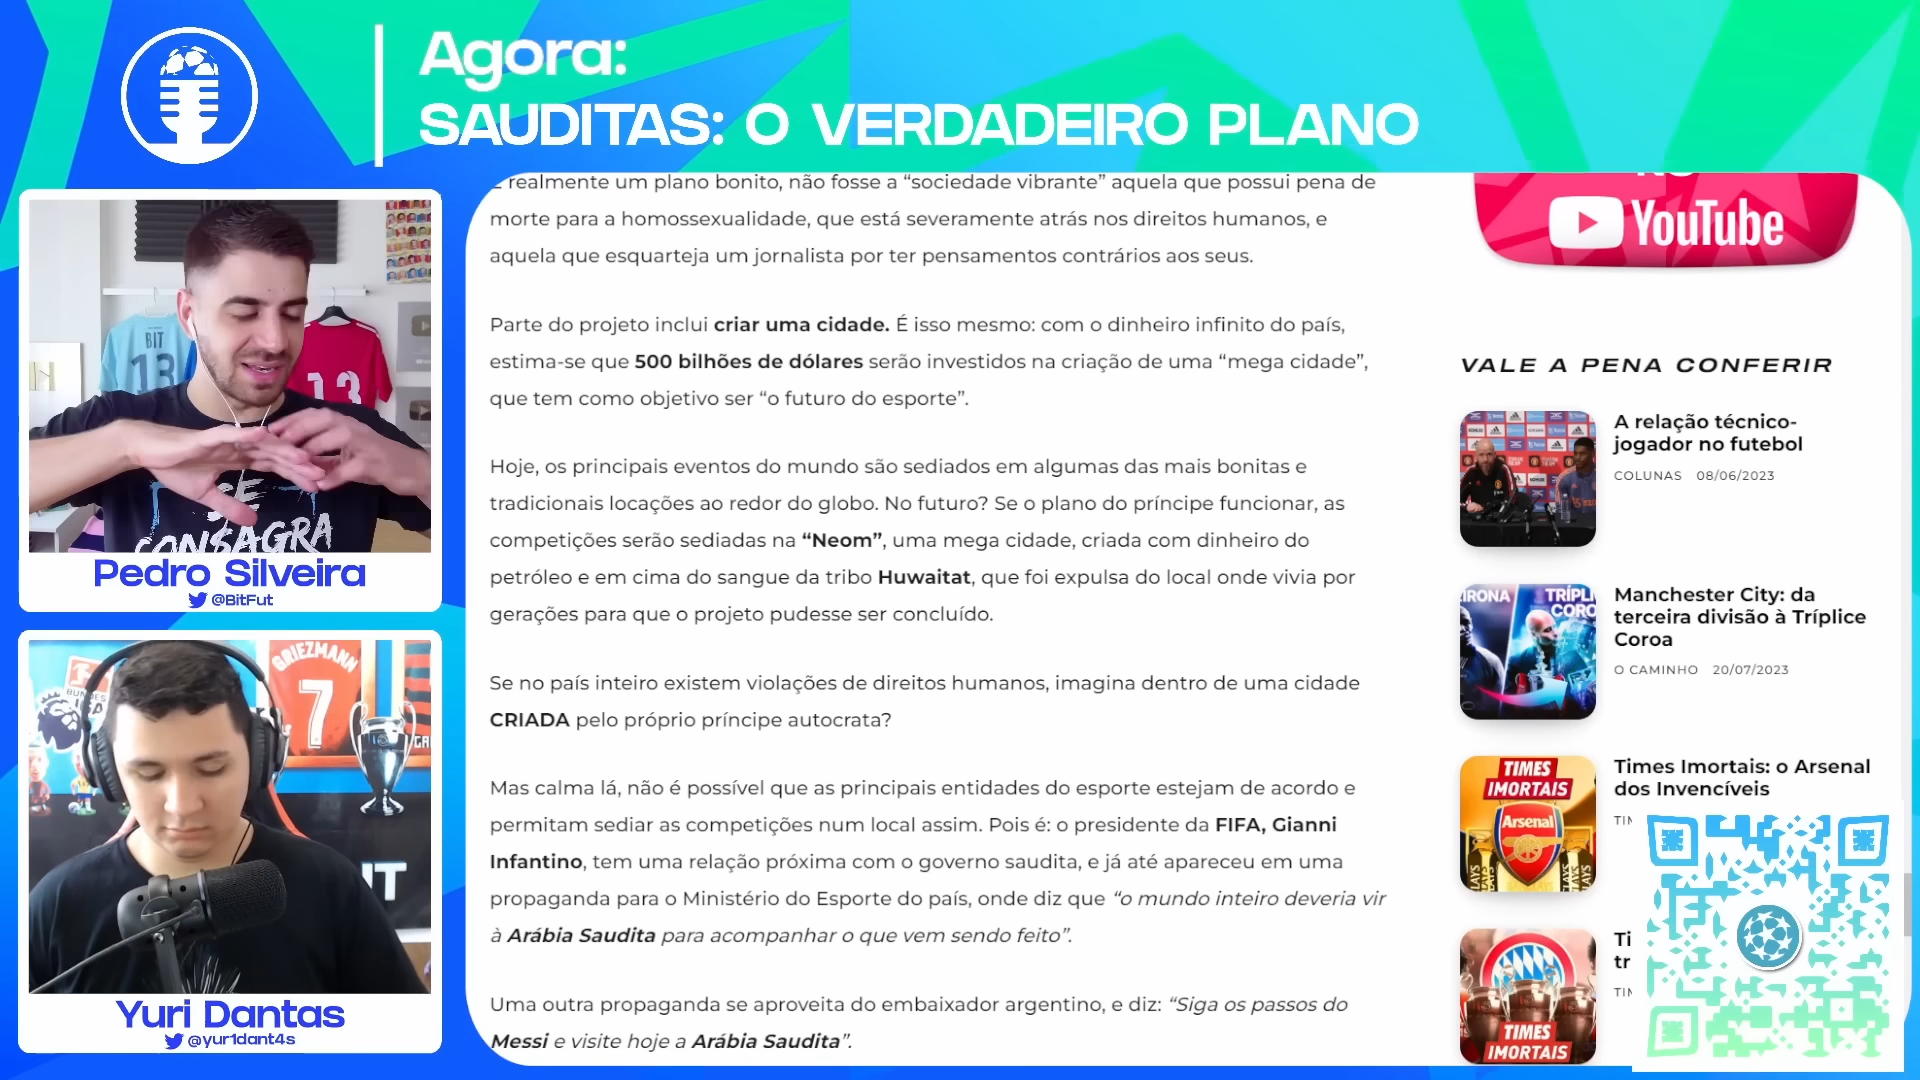 Agora:
SAUDITAS: O VERDADEIRO PLANO
BIT
13
13
SE
CONSAGRA
Pedro Silveira
@BitFut
BUNDES
GRIEZMANN
7
Yuri Dantas
@yur1dant4s
realmente um plano bonito, não fosse a “sociedade vibrante” aquela que possui pena de
morte para a homossexualidade, que está severamente atrás nos direitos humanos, e
aquela que esquarteja um jornalista por ter pensamentos contrários aos seus.
Parte do projeto inclui criar uma cidade. É isso mesmo: com o dinheiro infinito do país,
estima-se que 500 bilhões de dólares serão investidos na criação de uma “mega cidade”,
que tem como objetivo ser “o futuro do esporte”.
Hoje, os principais eventos do mundo são sediados em algumas das mais bonitas e
tradicionais locações ao redor do globo. No futuro? Se o plano do príncipe funcionar, as
competições serão sediadas na “Neom”, uma mega cidade, criada com dinheiro do
petróleo e em cima do sangue da tribo Huwaitat, que foi expulsa do local onde vivia por
gerações para que o projeto pudesse ser concluído.
Se no país inteiro existem violações de direitos humanos, imagina dentro de uma cidade
CRIADA pelo próprio príncipe autocrata?
Mas calma lá, não é possível que as principais entidades do esporte estejam de acordo e
permitam sediar as competições num local assim. Pois é: o presidente da FIFA, Gianni
Infantino, tem uma relação próxima com o governo saudita, e já até apareceu em uma
propaganda para o Ministério do Esporte do país, onde diz que “o mundo inteiro deveria vir
à Arábia Saudita para acompanhar o que vem sendo feito”.
Uma outra propaganda se aproveita do embaixador argentino, e diz: “Siga os passos do
Messi e visite hoje a Arábia Saudita”.
YouTube
VALE A PENA CONFERIR
A relação técnico-
jogador no futebol
COLUNAS 08/06/2023
Manchester City: da
terceira divisão à Tríplice
Coroa
O CAMINHO 20/07/2023
TIMES
IMORTAIS
Arsenal
Times Imortais: o Arsenal
dos Invencíveis
TIMES
IMORTAIS
Ti
tr